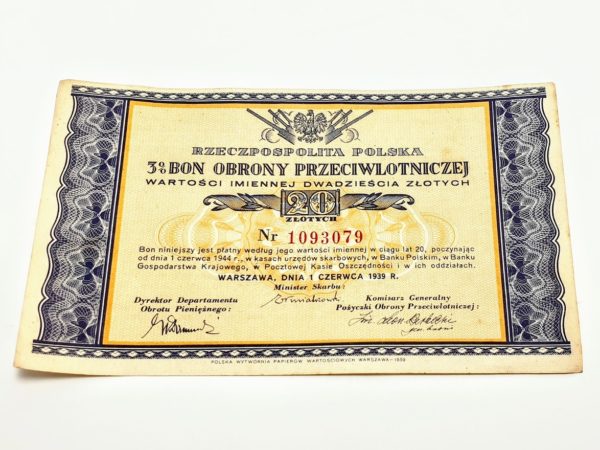 RZECZPOSPOLITA POLSKA
3% BON OBRONY PRZECIWLOTNICZEJ
WARTOŚCI IMIENNEJ DWADZIEŚCIA ZŁOTYCH
20
ZŁOTYCH
Nr 1093079
Bon niniejszy jest płatny według jego wartości imiennej w ciągu lat 20, poczynając
od dnia 1 czerwca 1944 r., w kasach urzędów skarbowych, w Banku Polskim, w Banku
Gospodarstwa Krajowego, w Pocztowej Kasie Oszczędności i w ich oddziałach.
WARSZAWA, DNIA 1 CZERWCA 1939 R.
Minister Skarbu:
Dyrektor Departamentu
Obrotu Pieniężnego:
Komisarz Generalny
Pożyczki Obrony Przeciwlotniczej:
POLSKA WYTWÓRNIA PAPIERÓW WARTOŚCIOWYCH WARSZAWA-1939